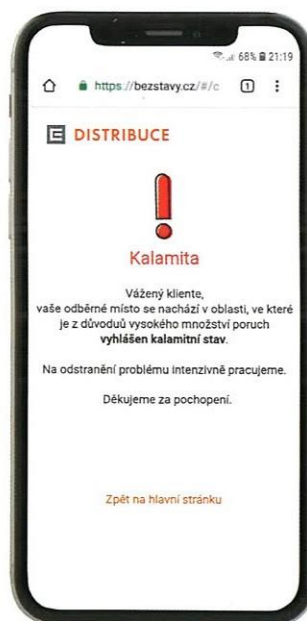 68% 21:19
https://bezstavy.cz/#/c 1
DISTRIBUCE
Kalamita
Vážený kliente,
vaše odběrné místo se nachází v oblasti, ve které
je z důvoduů vysokého množství poruch
vyhlášen kalamitní stav.
Na odstranění problému intenzivně pracujeme.
Děkujeme za pochopení.
Zpět na hlavní stránku